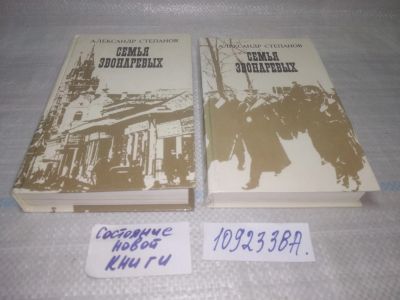 АЛЕКСАНДР СТЕПАНОВ
СЕМЬЯ
ЗВОНАРЕВЫХ
АЛЕКСАНДР СТЕПАНОВ
СЕМЬЯ
ЗВОНАРЕВЫХ
Состояние
новой
книги
109233ВА.